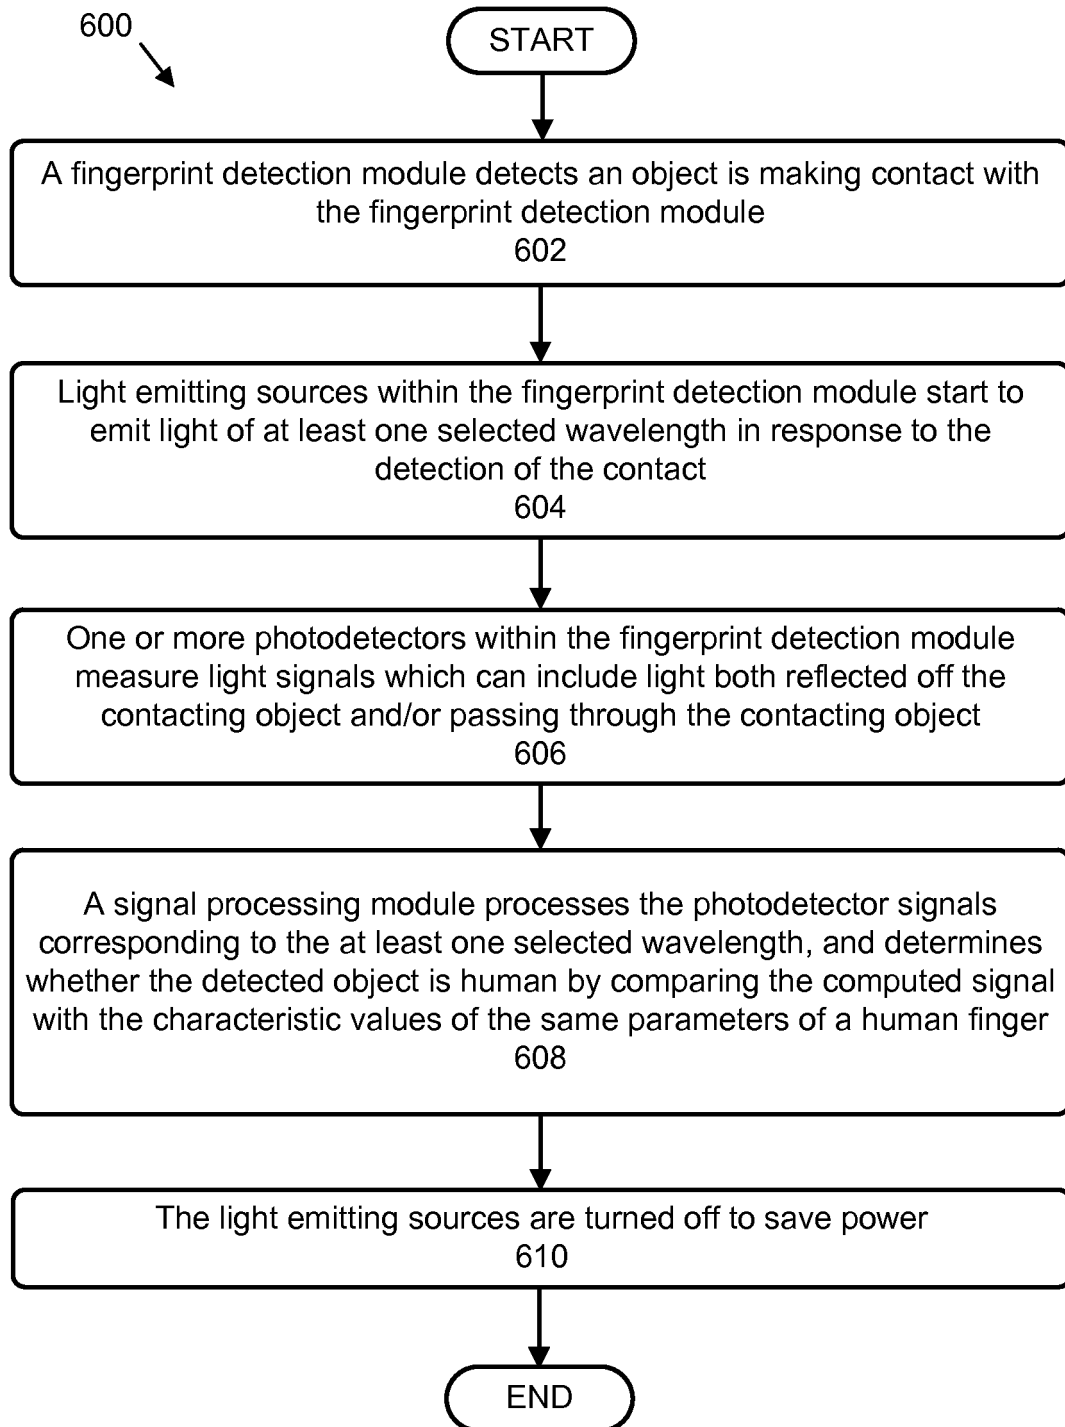 600
START
A fingerprint detection module detects an object is making contact with
the fingerprint detection module
602
Light emitting sources within the fingerprint detection module start to
emit light of at least one selected wavelength in response to the
detection of the contact
604
One or more photodetectors within the fingerprint detection module
measure light signals which can include light both reflected off the
contacting object and/or passing through the contacting object
606
A signal processing module processes the photodetector signals
corresponding to the at least one selected wavelength, and determines
whether the detected object is human by comparing the computed signal
with the characteristic values of the same parameters of a human finger
608
The light emitting sources are turned off to save power
610
END